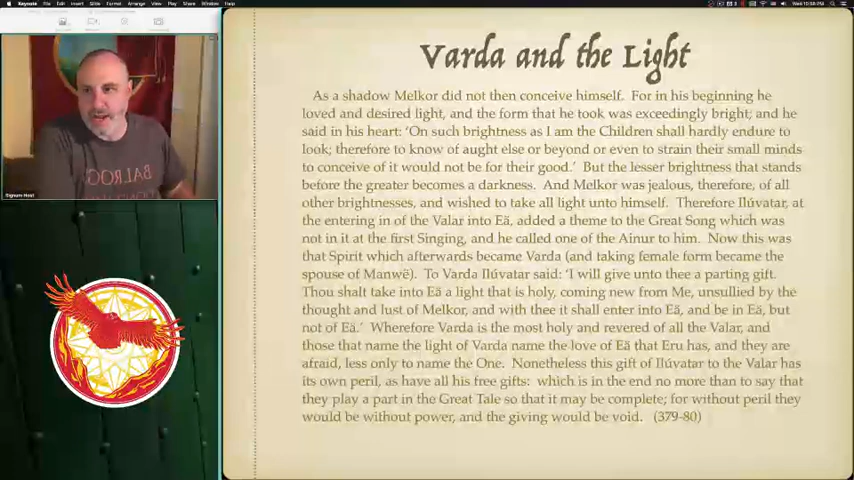 Keynote File Edit Insert Slide Format Arrange View Play Share Window Help
Varda and the Light
As a shadow Melkor did not then conceive himself. For in his beginning he
loved and desired light, and the form that he took was exceedingly bright; and he
said in his heart: 'On such brightness as I am the Children shall hardly endure to
look; therefore to know of aught else or beyond or even to strain their small minds
to conceive of it would not be for their good.' But the lesser brightness that stands
before the greater becomes a darkness. And Melkor was jealous, therefore, of all
other brightnesses, and wished to take all light unto himself. Therefore Ilúvatar, at
the entering in of the Valar into Eä, added a theme to the Great Song which was
not in it at the first Singing, and he called one of the Ainur to him. Now this was
that Spirit which afterwards became Varda (and taking female form became the
spouse of Manwë). To Varda Ilúvatar said: 'I will give unto thee a parting gift.
Thou shalt take into Eä a light that is holy, coming new from Me, unsullied by the
thought and lust of Melkor, and with thee it shall enter into Eä, and be in Eä, but
not of Eä.' Wherefore Varda is the most holy and revered of all the Valar, and
those that name the light of Varda name the love of Eä that Eru has, and they are
afraid, less only to name the One. Nonetheless this gift of Ilúvatar to the Valar has
its own peril, as have all his free gifts: which is in the end no more than to say that
they play a part in the Great Tale so that it may be complete; for without peril they
would be without power, and the giving would be void. (379-80)
BALROG
Signum Host